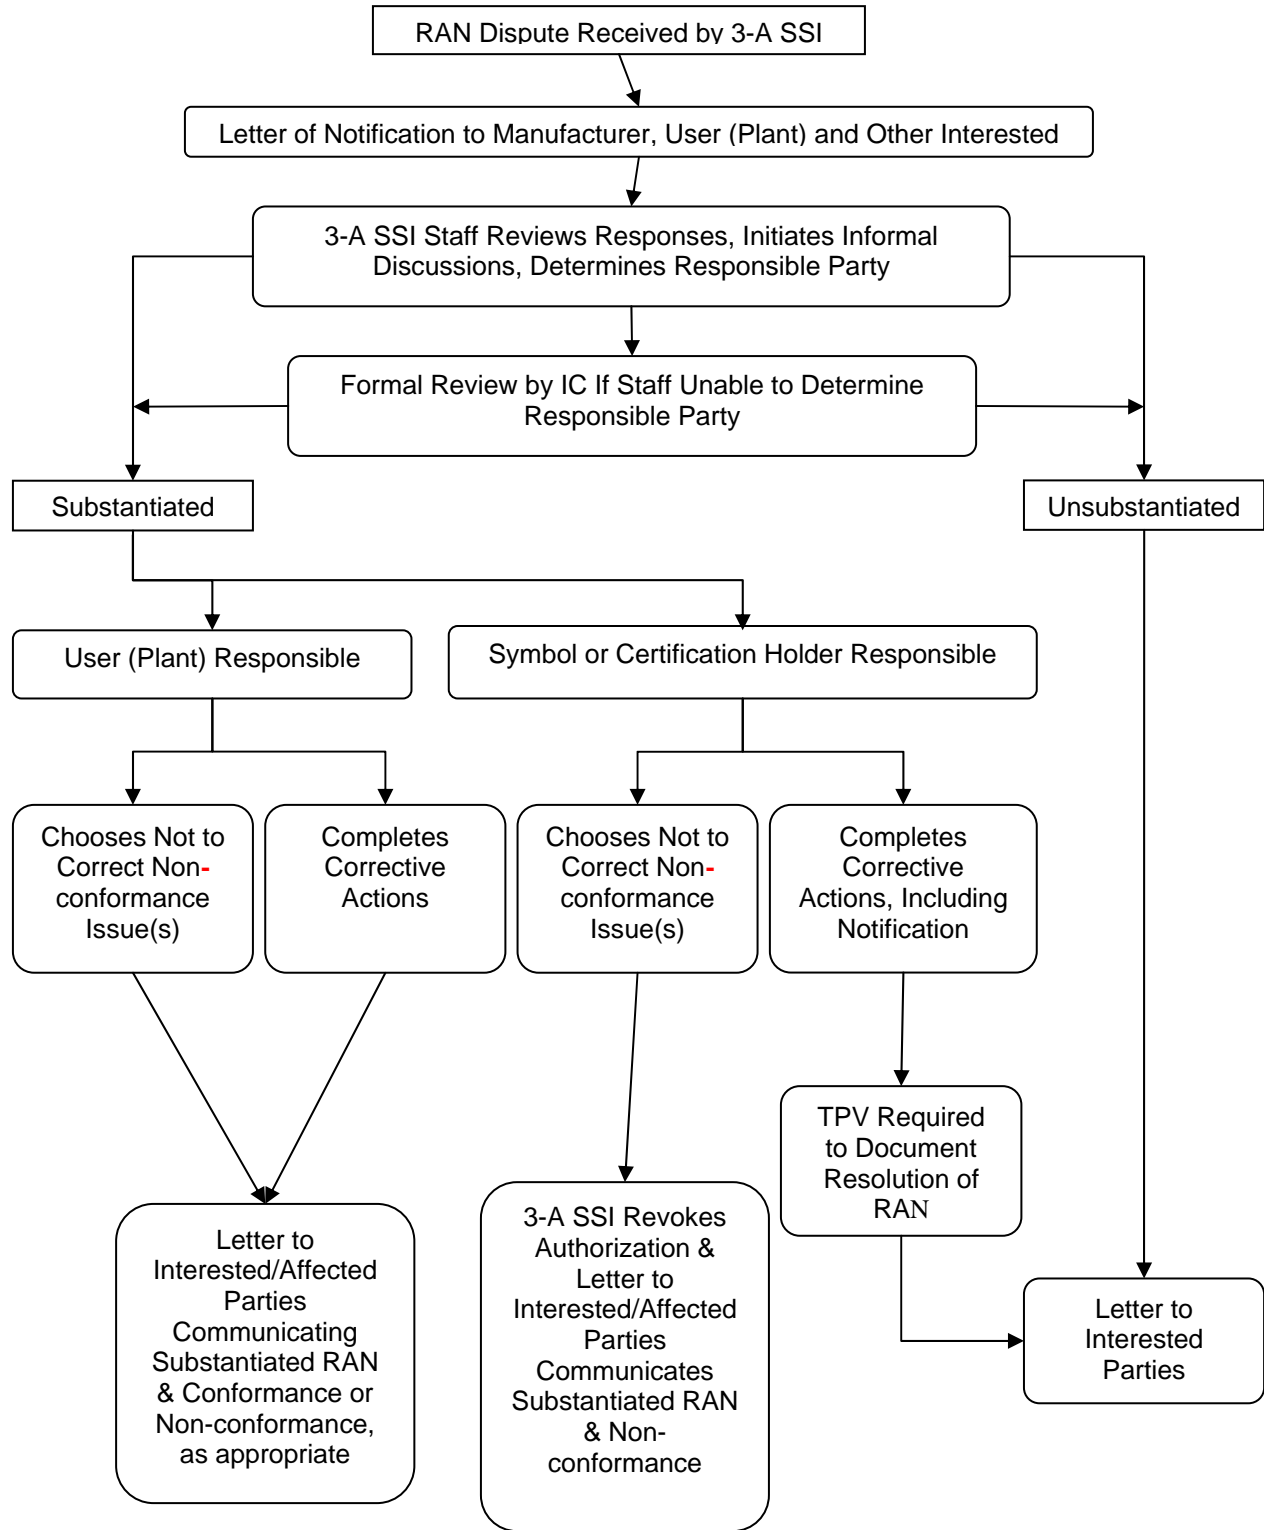 RAN Dispute Received by 3-A SSI
Letter of Notification to Manufacturer, User (Plant) and Other Interested
3-A SSI Staff Reviews Responses, Initiates Informal
Discussions, Determines Responsible Party
Formal Review by IC If Staff Unable to Determine
Responsible Party
Substantiated
Unsubstantiated
User (Plant) Responsible
Symbol or Certification Holder Responsible
Chooses Not to
Correct Non-
conformance
Issue(s)
Completes
Corrective
Actions
Chooses Not to
Correct Non-
conformance
Issue(s)
Completes
Corrective
Actions, Including
Notification
TPV Required
to Document
Resolution of
RAN
Letter to
Interested/Affected
Parties
Communicating
Substantiated RAN
& Conformance or
Non-conformance,
as appropriate
3-A SSI Revokes
Authorization &
Letter to
Interested/Affected
Parties
Communicates
Substantiated RAN
& Non-
conformance
Letter to
Interested
Parties